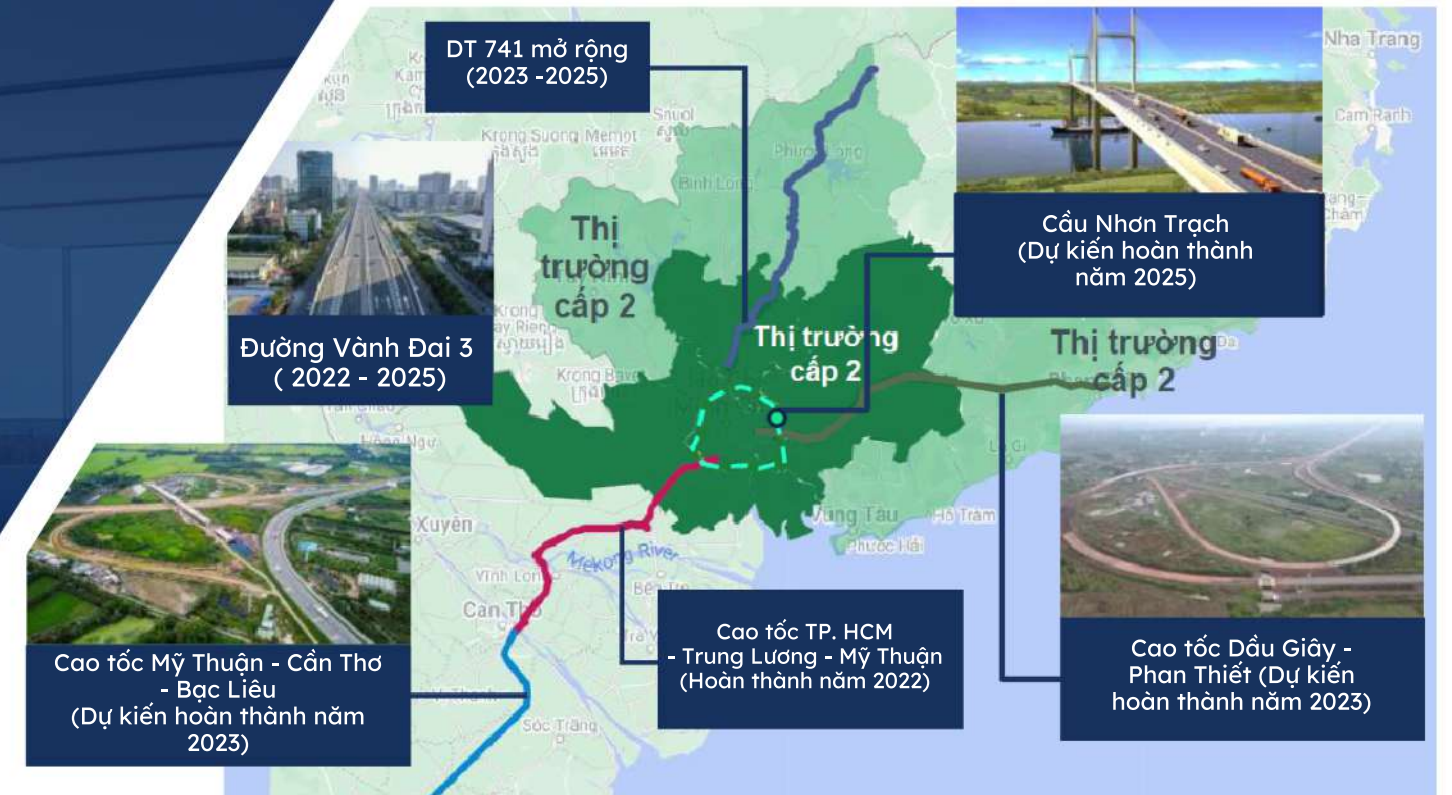 DT 741 mở rộng
(2023 -2025)
Nha Trang
Cam Ranh
Snuol
Krong Suong
Memot
Phước Long
Bình Long
Đường Vành Đai 3
( 2022 - 2025)
Thị
trường
cấp 2
Cầu Nhơn Trạch
(Dự kiến hoàn thành
năm 2025)
Thị trường
cấp 2
Thị trường
cấp 2
Krong Bavet
La Gi
Xuyên
Vũng Tàu
Hồ Tràm
Phước Hải
Mekong River
Vĩnh Long
Bến Tre
Cần Thơ
Cao tốc Mỹ Thuận - Cần Thơ
- Bạc Liêu
(Dự kiến hoàn thành năm
2023)
Cao tốc TP. HCM
- Trung Lương - Mỹ Thuận
(Hoàn thành năm 2022)
Cao tốc Dầu Giây -
Phan Thiết (Dự kiến
hoàn thành năm 2023)
Sóc Trăng